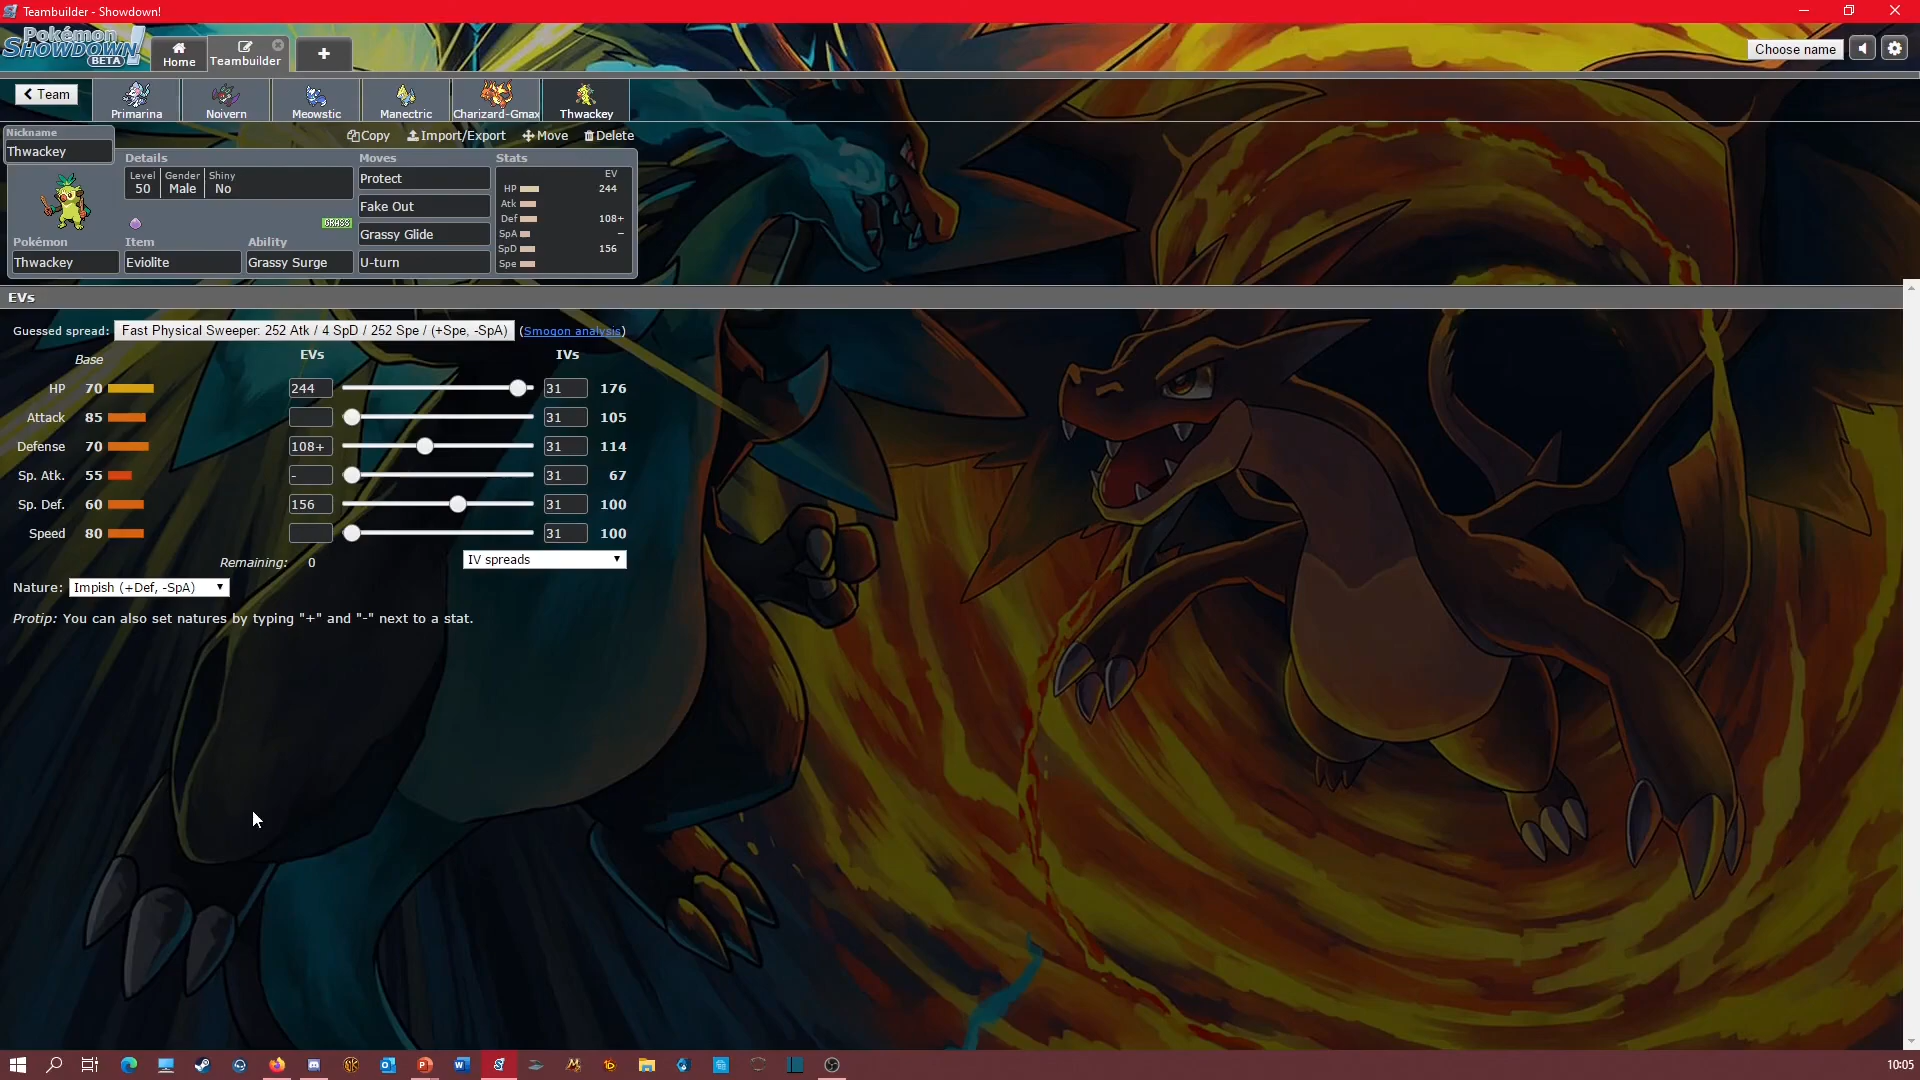 Teambuilder - Showdown!
Pokémon
SHOWDOWN!
BETA
Home
Teambuilder
+
Choose name
Team
Primarina
Noivern
Meowstic
Manectric
Charizard-Gmax
Thwackey
Nickname
Thwackey
Copy
Import/Export
Move
Delete
Details
Level
50
Gender
Male
Shiny
No
GRASS
Pokémon
Thwackey
Item
Eviolite
Ability
Grassy Surge
Moves
Protect
Fake Out
Grassy Glide
U-turn
Stats
EV
HP 244
Atk
Def 108+
SpA –
SpD 156
Spe
EVs
Guessed spread: Fast Physical Sweeper: 252 Atk / 4 SpD / 252 Spe / (+Spe, -SpA) (Smogon analysis)
Base EVs IVs
HP 70 244 31 176
Attack 85 31 105
Defense 70 108+ 31 114
Sp. Atk. 55 - 31 67
Sp. Def. 60 156 31 100
Speed 80 31 100
Remaining: 0
IV spreads
Nature: Impish (+Def, -SpA)
Protip: You can also set natures by typing "+" and "-" next to a stat.
10:05